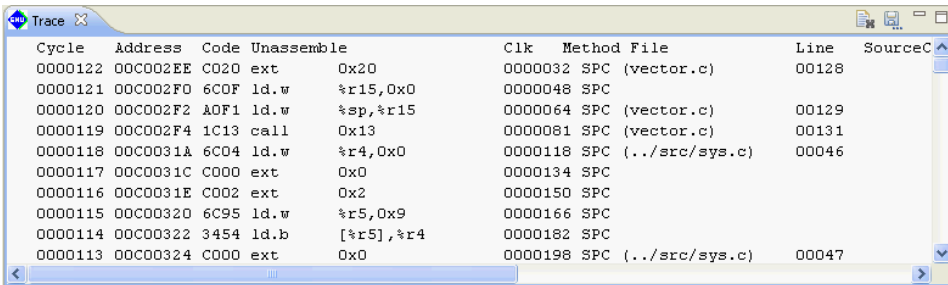 GNU Trace
Cycle Address Code Unassemble Clk Method File Line SourceC
0000122 00C002EE C020 ext 0x20 0000032 SPC (vector.c) 00128
0000121 00C002F0 6C0F ld.w %r15,0x0 0000048 SPC
0000120 00C002F2 A0F1 ld.w %sp,%r15 0000064 SPC (vector.c) 00129
0000119 00C002F4 1C13 call 0x13 0000081 SPC (vector.c) 00131
0000118 00C0031A 6C04 ld.w %r4,0x0 0000118 SPC (../src/sys.c) 00046
0000117 00C0031C C000 ext 0x0 0000134 SPC
0000116 00C0031E C002 ext 0x2 0000150 SPC
0000115 00C00320 6C95 ld.w %r5,0x9 0000166 SPC
0000114 00C00322 3454 ld.b [%r5],%r4 0000182 SPC
0000113 00C00324 C000 ext 0x0 0000198 SPC (../src/sys.c) 00047